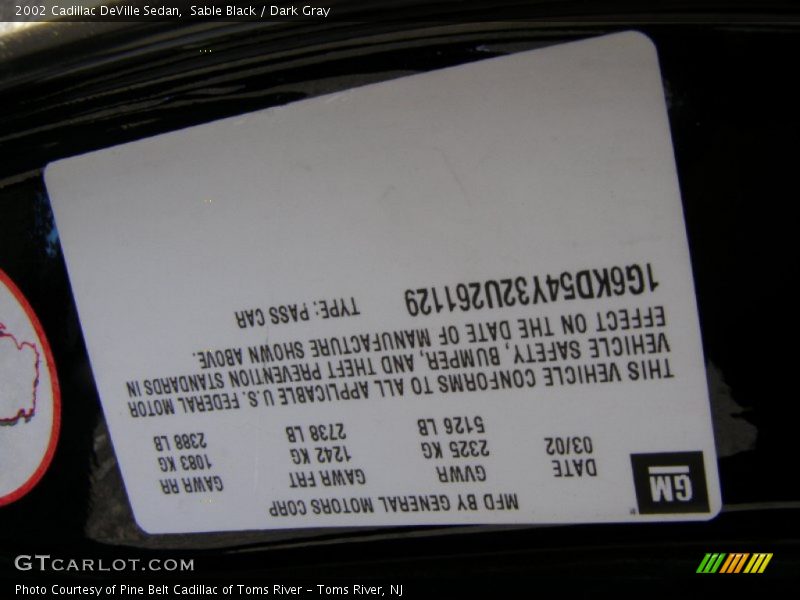 2002 Cadillac DeVille Sedan, Sable Black / Dark Gray
GM
MFD BY GENERAL MOTORS CORP
DATE GVWR GAWR FRT GAWR RR
03/02 2325 KG 1242 KG 1083 KG
5126 LB 2738 LB 2388 LB
THIS VEHICLE CONFORMS TO ALL APPLICABLE U.S. FEDERAL MOTOR
VEHICLE SAFETY, BUMPER, AND THEFT PREVENTION STANDARDS IN
EFFECT ON THE DATE OF MANUFACTURE SHOWN ABOVE.
1G6KD54Y32U261129 TYPE: PASS CAR
GTCARLOT.COM
Photo Courtesy of Pine Belt Cadillac of Toms River – Toms River, NJ